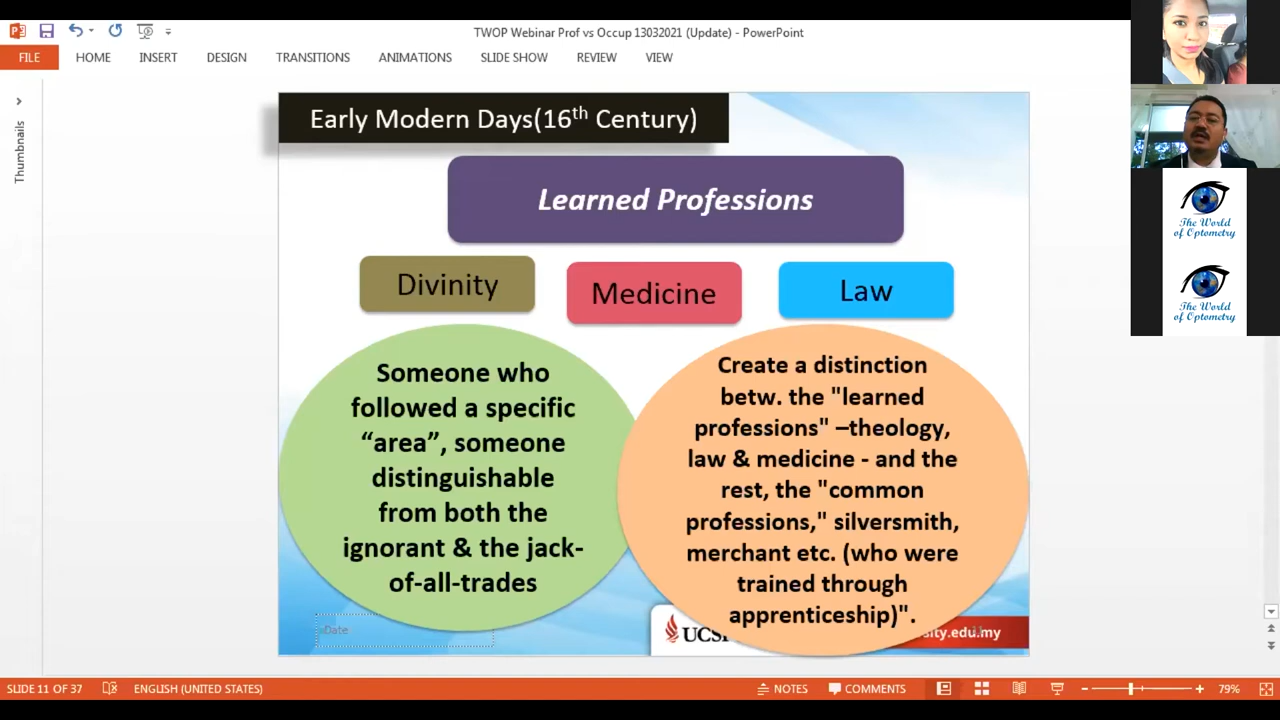 TWOP Webinar Prof vs Occup 13032021 (Update) - PowerPoint
FILE
HOME
INSERT
DESIGN
TRANSITIONS
ANIMATIONS
SLIDE SHOW
REVIEW
VIEW
Thumbnails
Early Modern Days(16th Century)
Learned Professions
Divinity
Medicine
Law
Someone who
followed a specific
“area”, someone
distinguishable
from both the
ignorant & the jack-
of-all-trades
Create a distinction
betw. the "learned
professions" –theology,
law & medicine - and the
rest, the "common
professions," silversmith,
merchant etc. (who were
trained through
apprenticeship)".
Date
UCSI
sity.edu.my
The World
of Optometry
The World
of Optometry
SLIDE 11 OF 37
ENGLISH (UNITED STATES)
NOTES
COMMENTS
79%